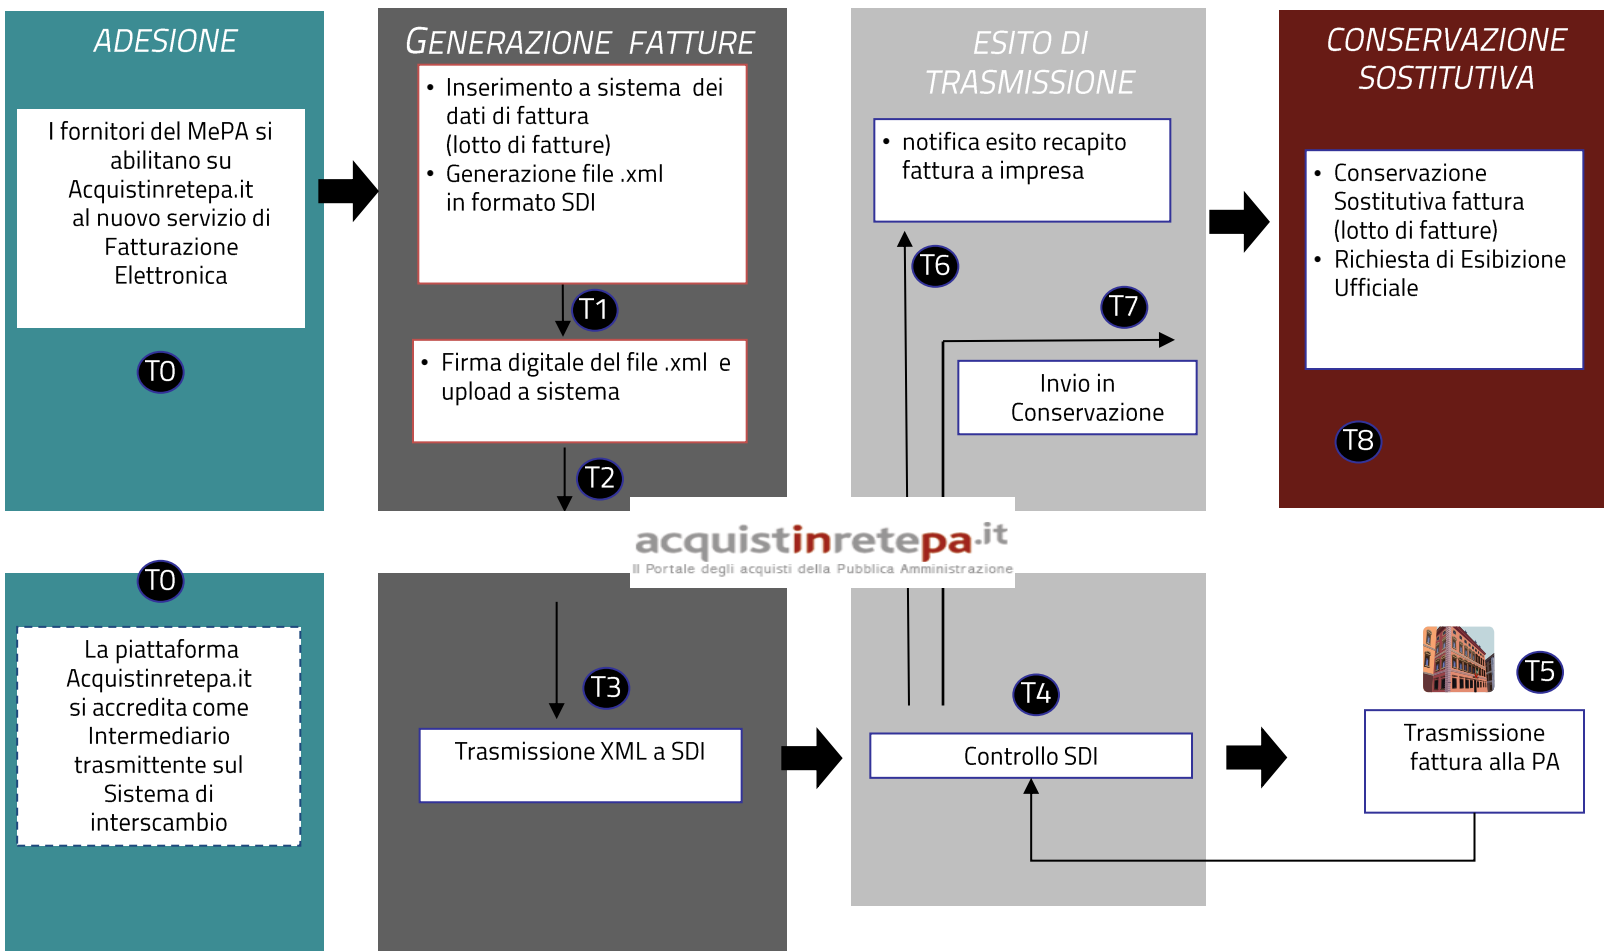 ADESIONE
I fornitori del MePA si
abilitano su
Acquistinretepa.it
al nuovo servizio di
Fatturazione
Elettronica
T0
GENERAZIONE FATTURE
• Inserimento a sistema dei
dati di fattura
(lotto di fatture)
• Generazione file .xml
in formato SDI
T1
• Firma digitale del file .xml e
upload a sistema
T2
ESITO DI
TRASMISSIONE
• notifica esito recapito
fattura a impresa
T6
T7
Invio in
Conservazione
CONSERVAZIONE
SOSTITUTIVA
• Conservazione
Sostitutiva fattura
(lotto di fatture)
• Richiesta di Esibizione
Ufficiale
T8
acquistinretepa.it
Il Portale degli acquisti della Pubblica Amministrazione
T0
La piattaforma
Acquistinretepa.it
si accredita come
Intermediario
trasmittente sul
Sistema di
interscambio
T3
Trasmissione XML a SDI
T4
Controllo SDI
T5
Trasmissione
fattura alla PA